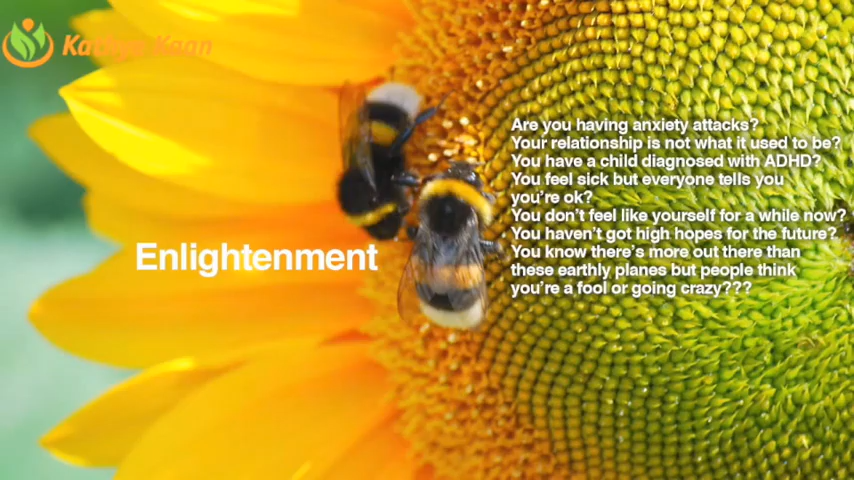 Kathya Kaan
Enlightenment
Are you having anxiety attacks?
Your relationship is not what it used to be?
You have a child diagnosed with ADHD?
You feel sick but everyone tells you
you're ok?
You don't feel like yourself for a while now?
You haven't got high hopes for the future?
You know there's more out there than
these earthly planes but people think
you're a fool or going crazy???